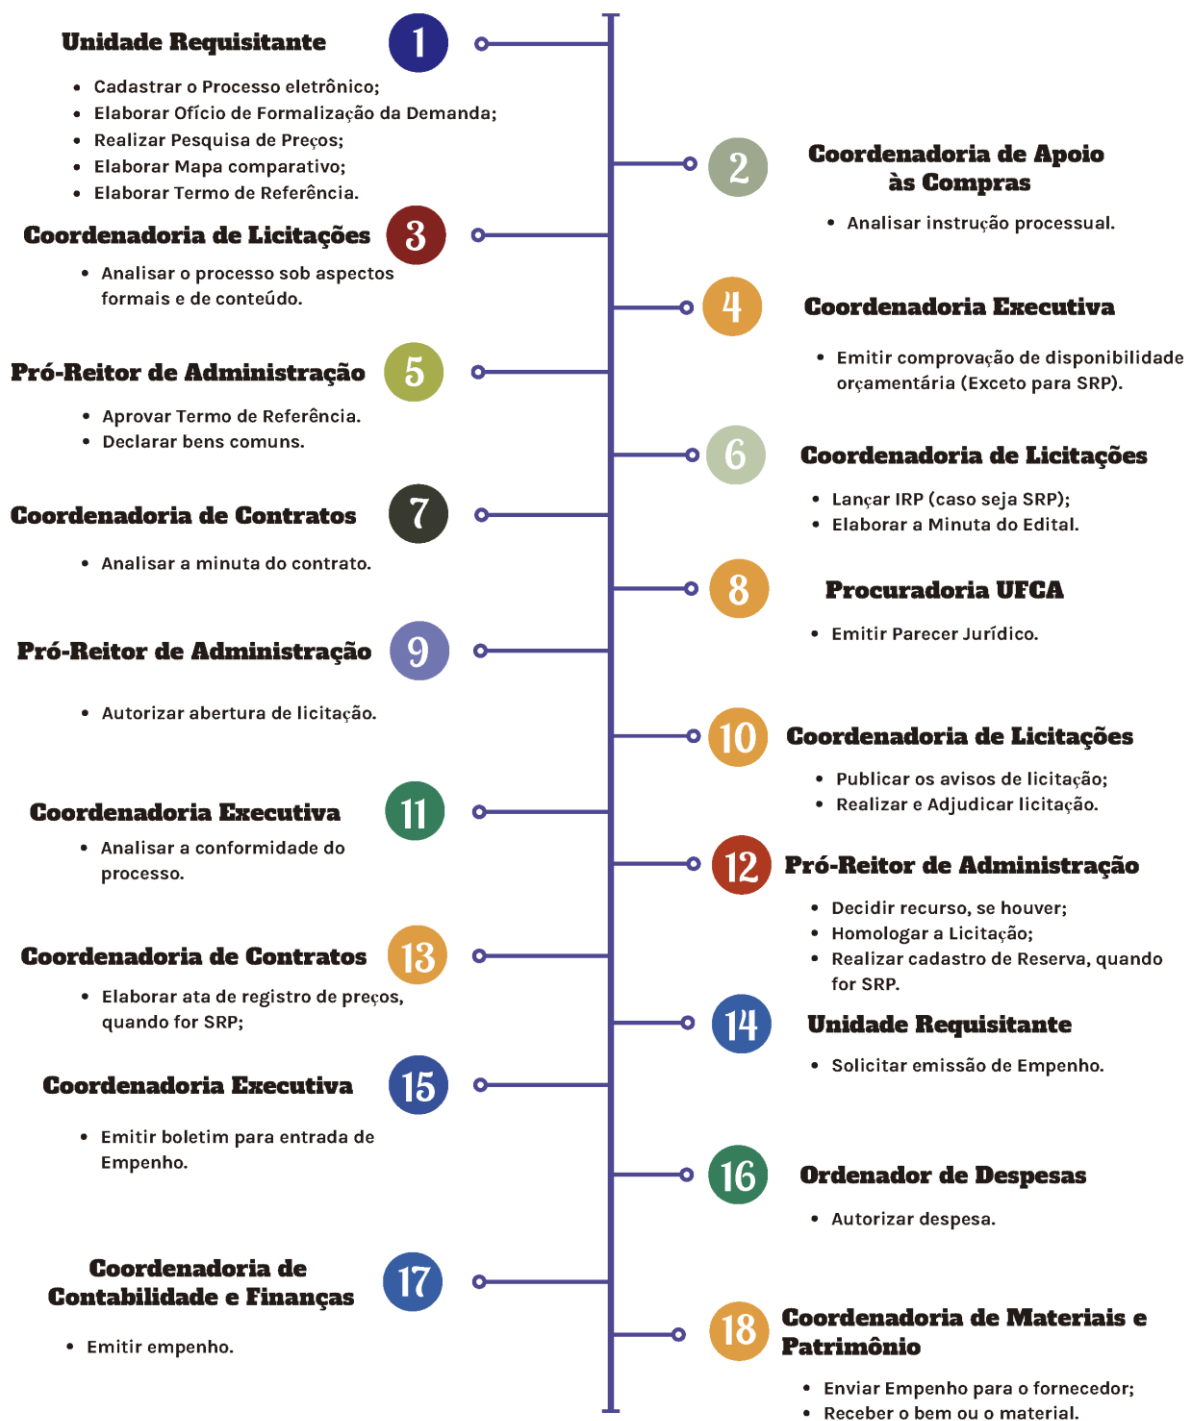 1
Unidade Requisitante
• Cadastrar o Processo eletrônico;
• Elaborar Ofício de Formalização da Demanda;
• Realizar Pesquisa de Preços;
• Elaborar Mapa comparativo;
• Elaborar Termo de Referência.
2
Coordenadoria de Apoio
às Compras
• Analisar instrução processual.
3
Coordenadoria de Licitações
• Analisar o processo sob aspectos
formais e de conteúdo.
4
Coordenadoria Executiva
• Emitir comprovação de disponibilidade
orçamentária (Exceto para SRP).
5
Pró-Reitor de Administração
• Aprovar Termo de Referência.
• Declarar bens comuns.
6
Coordenadoria de Licitações
• Lançar IRP (caso seja SRP);
• Elaborar a Minuta do Edital.
7
Coordenadoria de Contratos
• Analisar a minuta do contrato.
8
Procuradoria UFCA
• Emitir Parecer Jurídico.
9
Pró-Reitor de Administração
• Autorizar abertura de licitação.
10
Coordenadoria de Licitações
• Publicar os avisos de licitação;
• Realizar e Adjudicar licitação.
11
Coordenadoria Executiva
• Analisar a conformidade do
processo.
12
Pró-Reitor de Administração
• Decidir recurso, se houver;
• Homologar a Licitação;
• Realizar cadastro de Reserva, quando
for SRP.
13
Coordenadoria de Contratos
• Elaborar ata de registro de preços,
quando for SRP;
14
Unidade Requisitante
• Solicitar emissão de Empenho.
15
Coordenadoria Executiva
• Emitir boletim para entrada de
Empenho.
16
Ordenador de Despesas
• Autorizar despesa.
17
Coordenadoria de
Contabilidade e Finanças
• Emitir empenho.
18
Coordenadoria de Materiais e
Patrimônio
• Enviar Empenho para o fornecedor;
• Receber o bem ou o material.